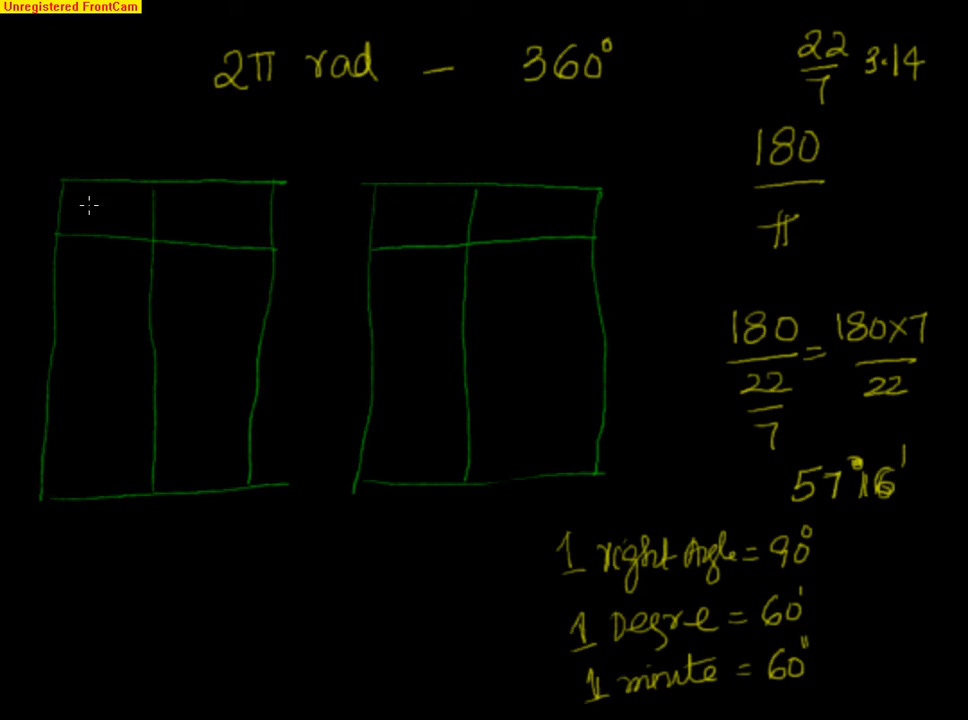 Unregistered FrontCam
2π rad — 360°
22/7 3.14
180/π
180/(22/7) = 180×7/22
57°16'
1 right Angle = 90°
1 Degree = 60'
1 minute = 60"